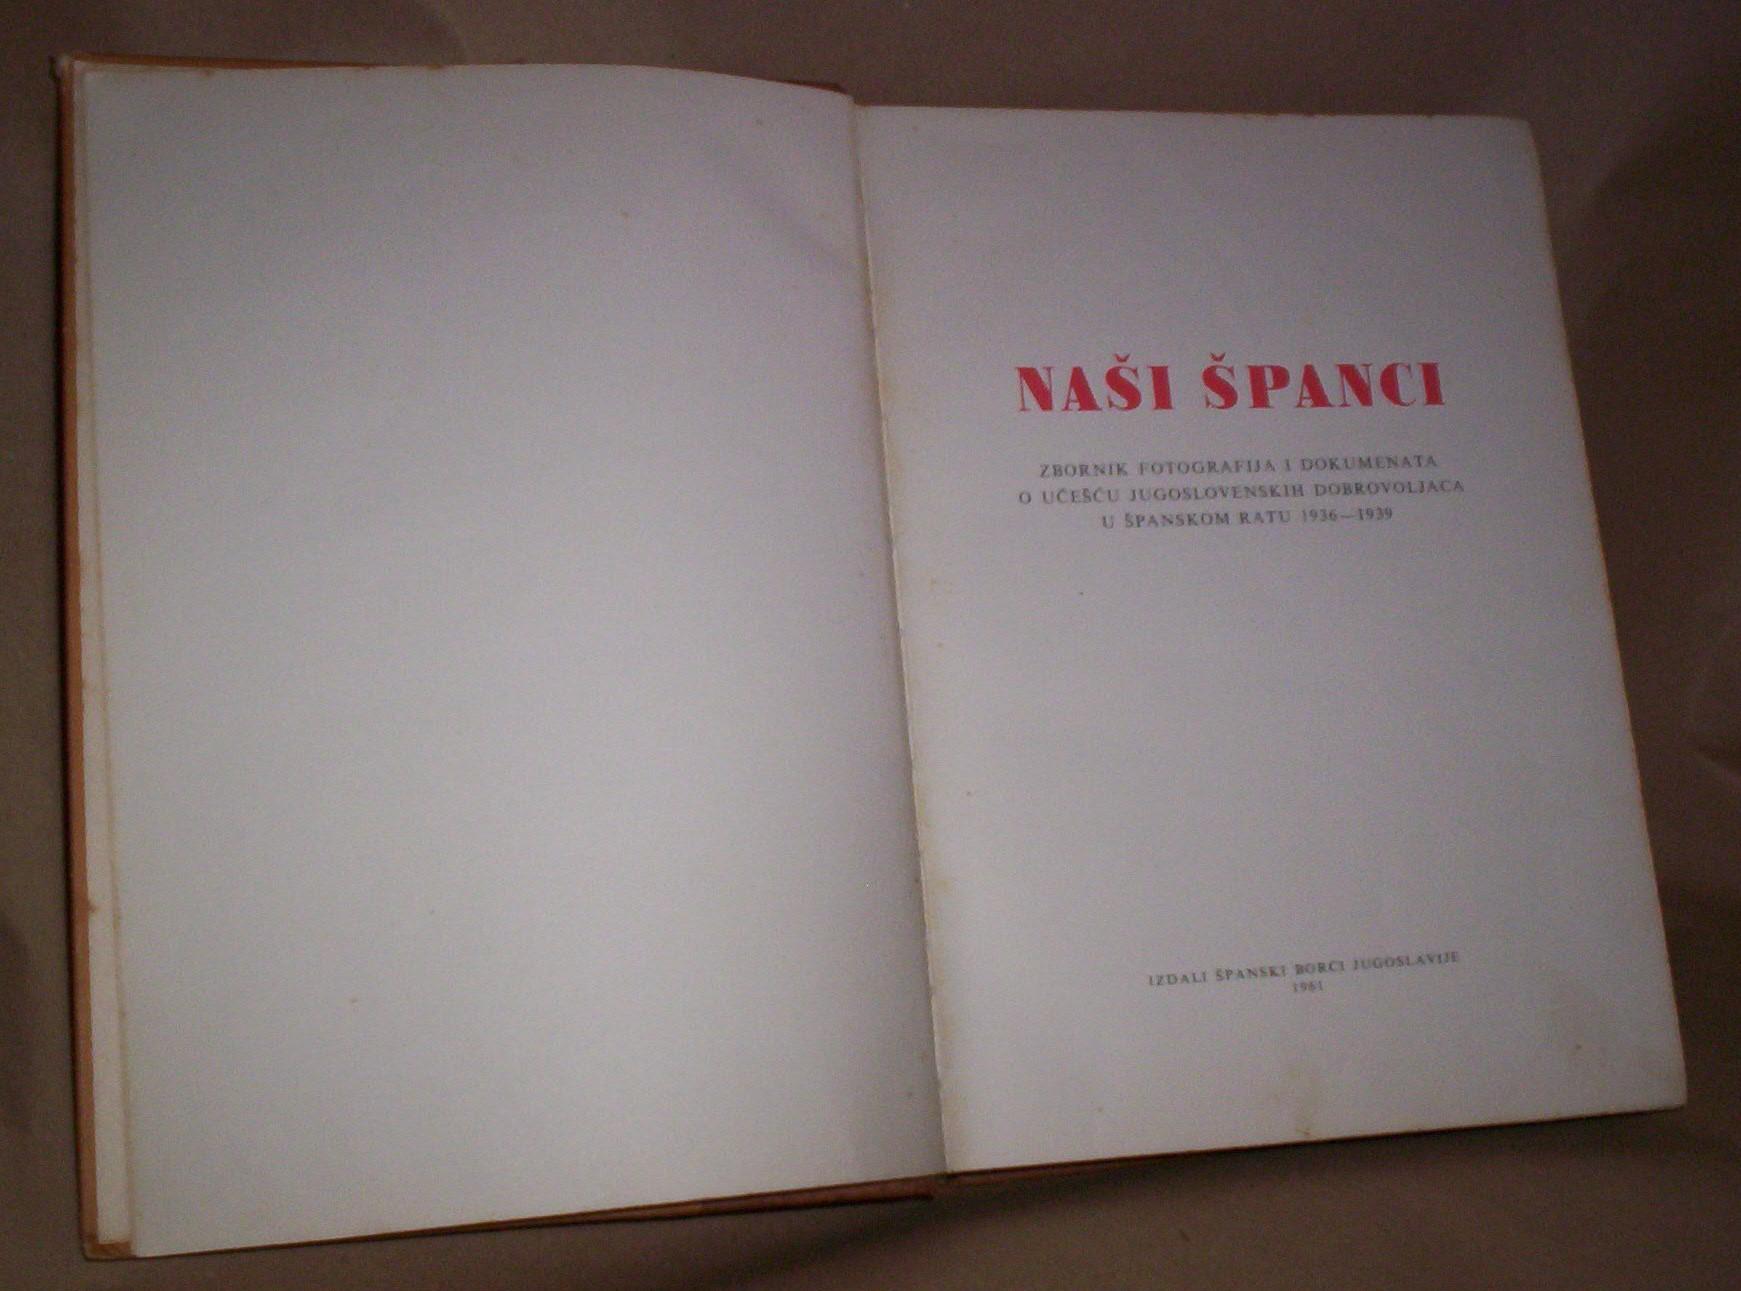 NAŠI ŠPANCI
ZBORNIK FOTOGRAFIJA I DOKUMENATA
O UČEŠĆU JUGOSLOVENSKIH DOBROVOLJACA
U ŠPANSKOM RATU 1936—1939
IZDALI ŠPANSKI BORCI JUGOSLAVIJE
1961